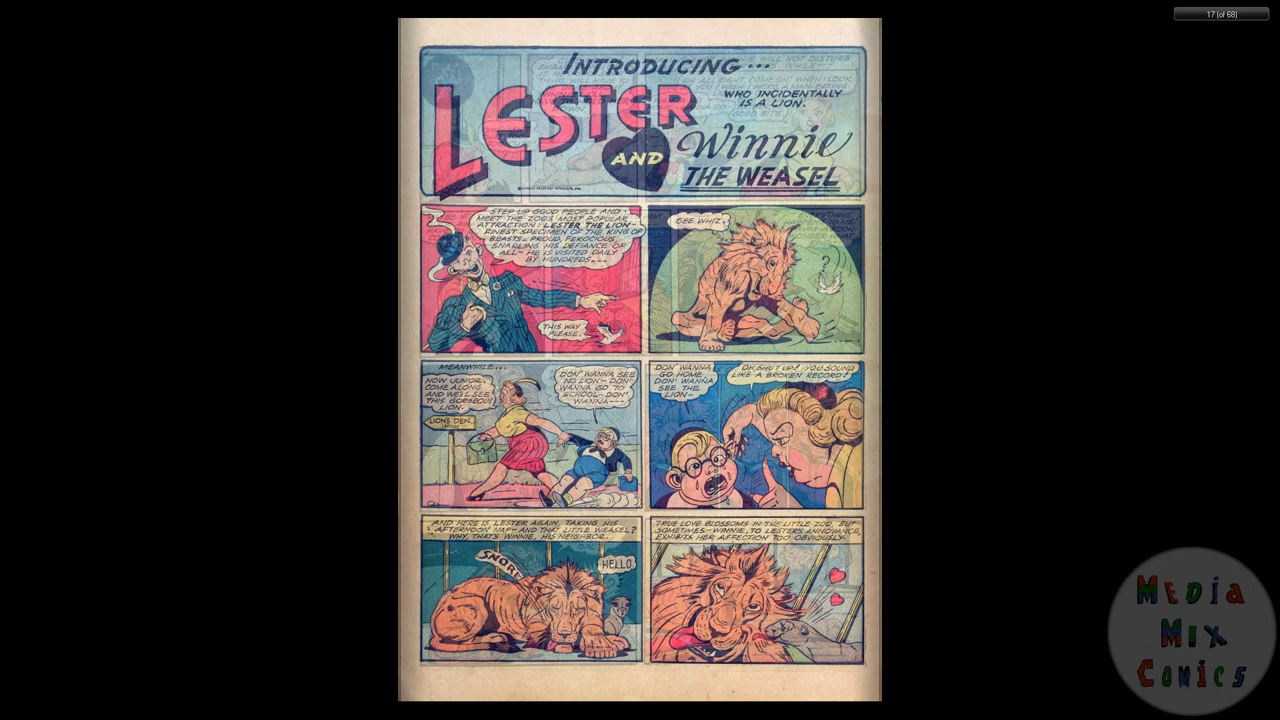 17 (of 68)
INTRODUCING...
LESTER
WHO INCIDENTALLY
IS A LION.
AND
Winnie
THE WEASEL
STEP UP GOOD PEOPLE AND
MEET THE ZOO'S MOST POPULAR
ATTRACTION! LESTER THE LION-
FINEST SPECIMEN OF THE KING OF
BEASTS- PROUD, FEROCIOUS,
SNARLING HIS DEFIANCE OF
ALL- HE IS VISITED DAILY
BY HUNDREDS---
THIS WAY
PLEASE.
GEE WHIZ.
?
MEANWHILE...
NOW JUNIOR,
COME ALONG
AND WE'LL SEE
THIS GORGEOUS
LION.
LION'S DEN.
DON' WANNA SEE
NO LION- DON'
WANNA GO TO
SCHOOL- DON'
WANNA---
DON' WANNA
GO HOME
DON' WANNA
SEE THE
LION-
OH, SHUT UP! YOU SOUND
LIKE A BROKEN RECORD!
AND HERE IS LESTER AGAIN, TAKING HIS
AFTERNOON NAP- AND THAT LITTLE WEASEL?
WHY, THAT'S WINNIE, HIS NEIGHBOR.
SNORE
HELLO
TRUE LOVE BLOSSOMS IN THE LITTLE ZOO, BUT
SOMETIMES- WINNIE, TO LESTER'S ANNOYANCE,
EXHIBITS HER AFFECTION TOO OBVIOUSLY.
MEDiA
MiX
COMiCS